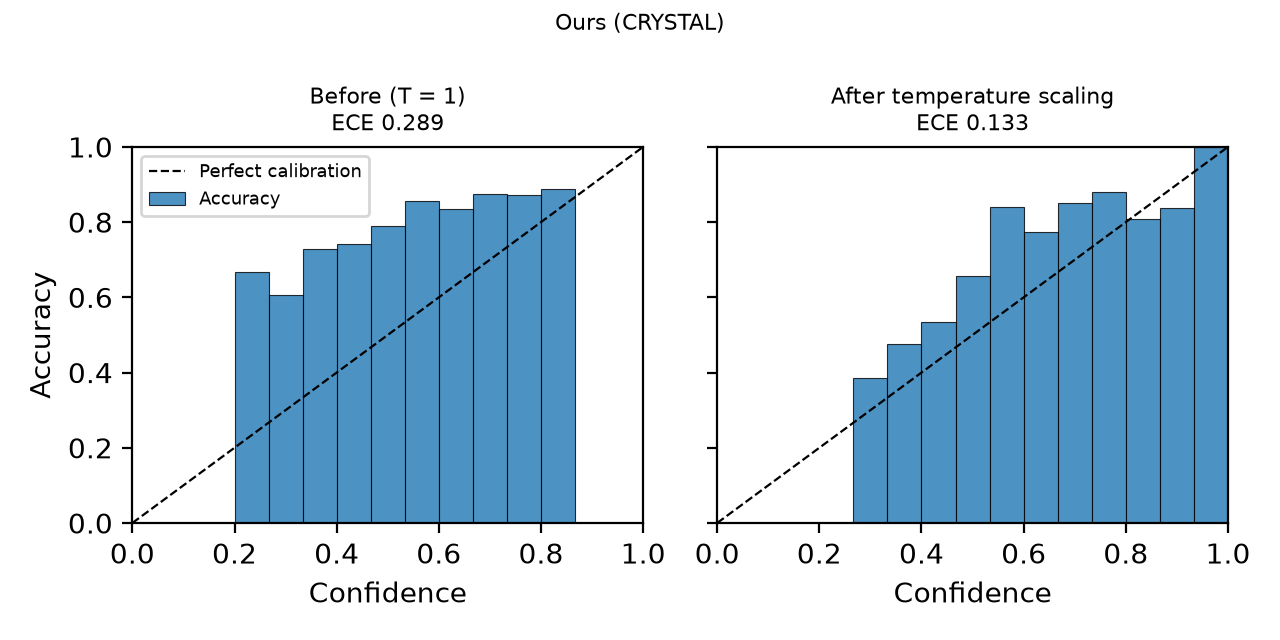 Ours (CRYSTAL)
Before (T = 1)
ECE 0.289
After temperature scaling
ECE 0.133
Perfect calibration
Accuracy
Accuracy
1.0
0.8
0.6
0.4
0.2
0.0
0.0 0.2 0.4 0.6 0.8 1.0
0.0 0.2 0.4 0.6 0.8 1.0
Confidence
Confidence